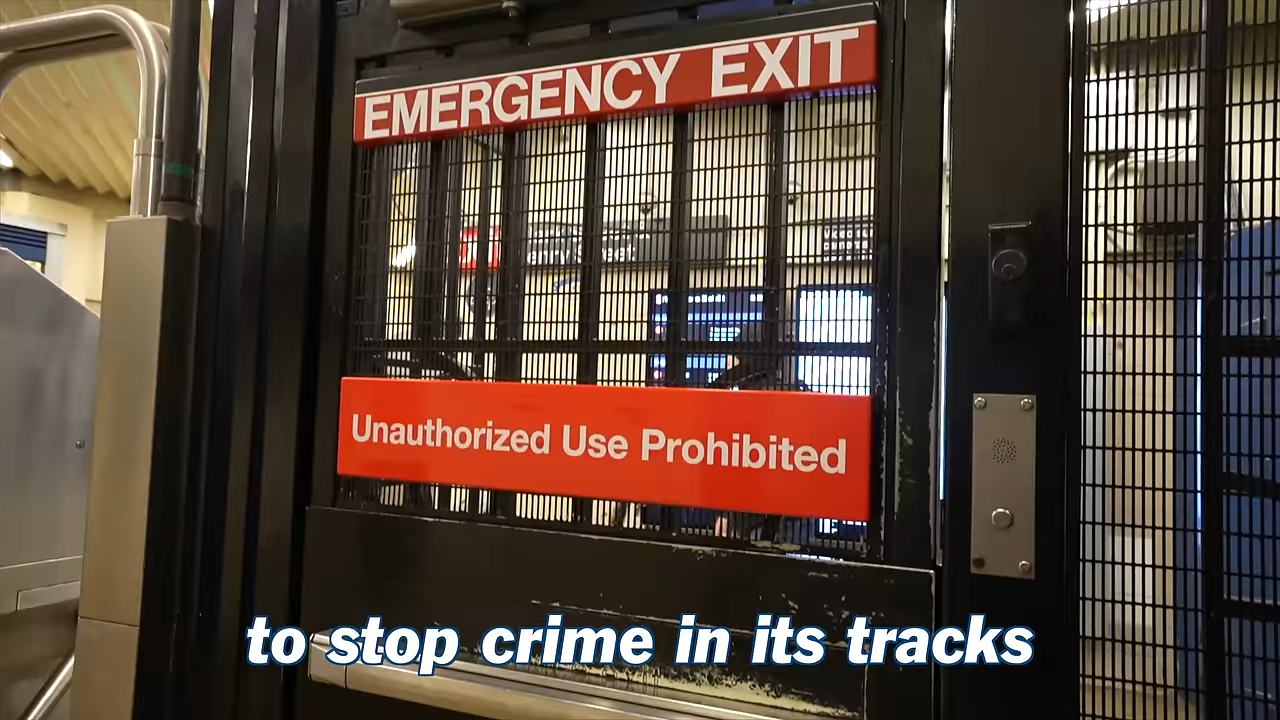 EMERGENCY EXIT
Unauthorized Use Prohibited
to stop crime in its tracks